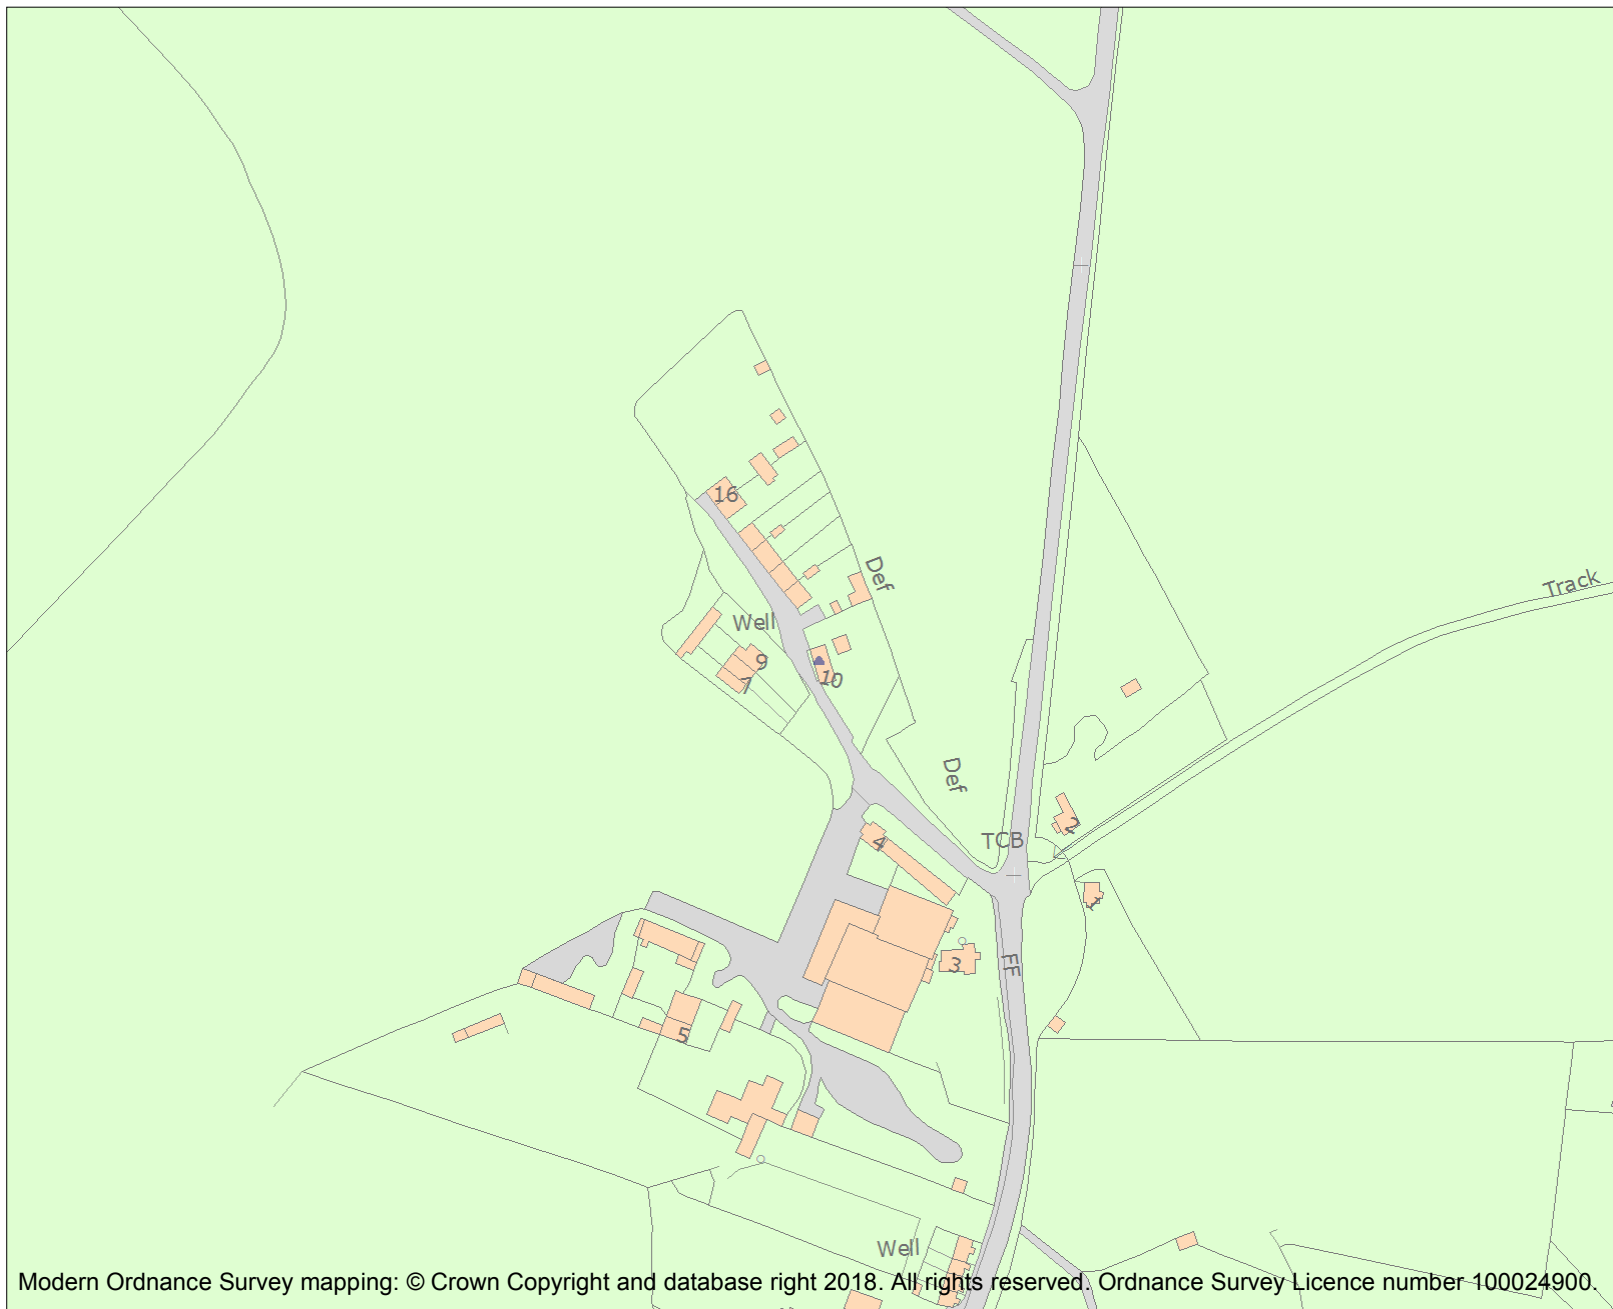 16
Def
Track
Well
9
10
7
Def
2
TCB
4
1
3
FF
5
Well
Modern Ordnance Survey mapping: © Crown Copyright and database right 2018. All rights reserved. Ordnance Survey Licence number 100024900.